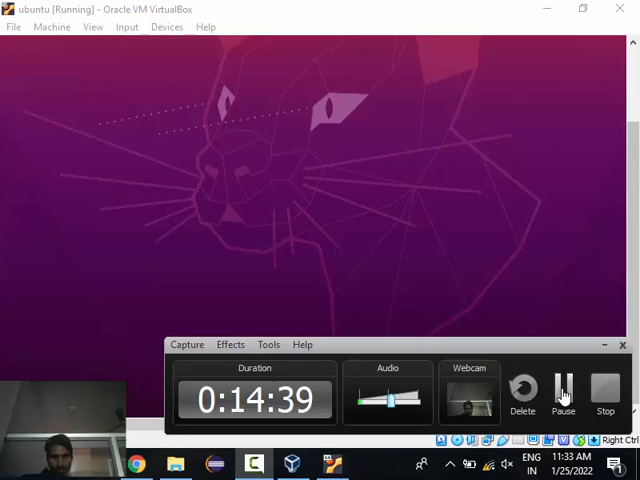 ubuntu [Running] - Oracle VM VirtualBox
File Machine View Input Devices Help
Capture Effects Tools Help
Duration Audio Webcam
0:14:39
Delete Pause Stop
Right Ctrl
ENG 11:33 AM
IN 1/25/2022
1